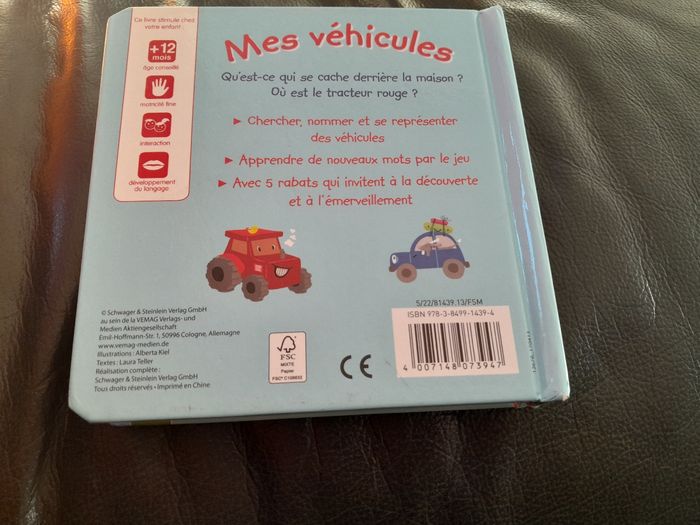 Ce livre stimule chez
votre enfant :
+12
mois
âge conseillé
motricité fine
interaction
développement
du langage
Mes véhicules
Qu'est-ce qui se cache derrière la maison ?
Où est le tracteur rouge ?
Chercher, nommer et se représenter
des véhicules
Apprendre de nouveaux mots par le jeu
Avec 5 rabats qui invitent à la découverte
et à l'émerveillement
© Schwager & Steinlein Verlag GmbH
au sein de la VEMAG Verlags- und
Medien Aktiengesellschaft
Emil-Hoffmann-Str. 1, 50996 Cologne, Allemagne
www.vemag-medien.de
Illustrations : Alberta Kiel
Textes : Laura Teller
Réalisation complète :
Schwager & Steinlein Verlag GmbH
Tous droits réservés • Imprimé en Chine
FSC
MIXTE
Papier
FSC® C108652
CE
5/22/81439.13/FSM
ISBN 978-3-8499-1439-4
4 007148 073947